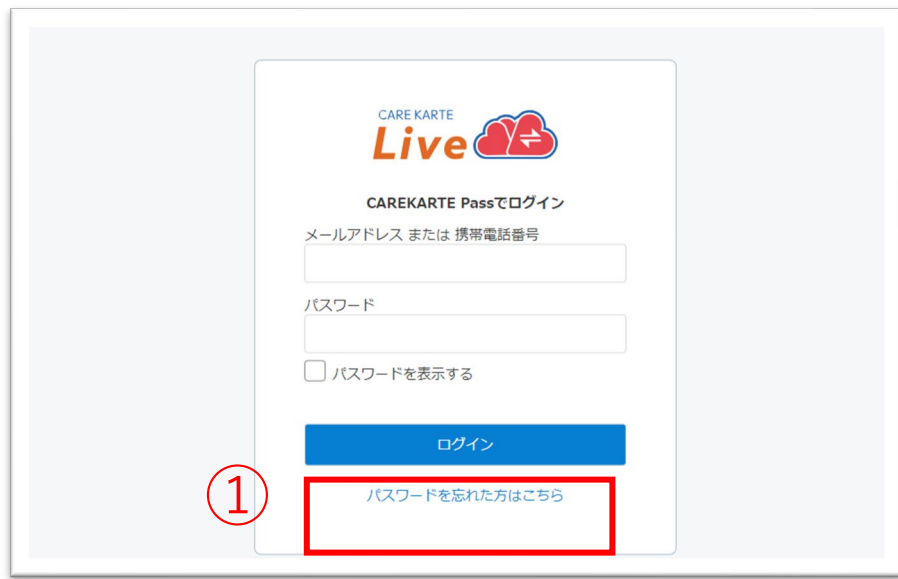 CARE KARTE
Live
CAREKARTE Passでログイン
メールアドレス または 携帯電話番号
パスワード
パスワードを表示する
ログイン
①
パスワードを忘れた方はこちら